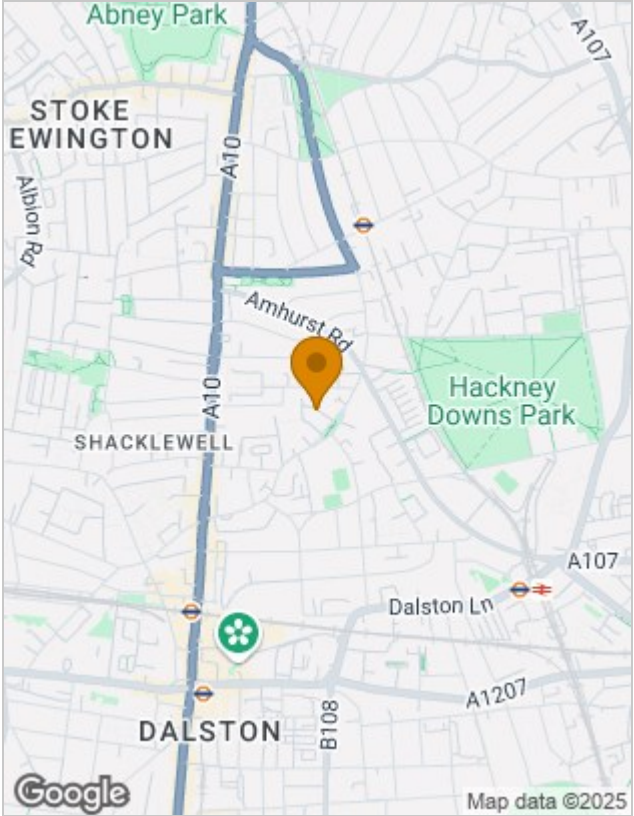 Abney Park
A107
STOKE
EWINGTON
A10
Albion Rd
Amhurst Rd
A10
Hackney
Downs Park
SHACKLEWELL
A107
Dalston Ln
A1207
B108
DALSTON
Google
Map data ©2025